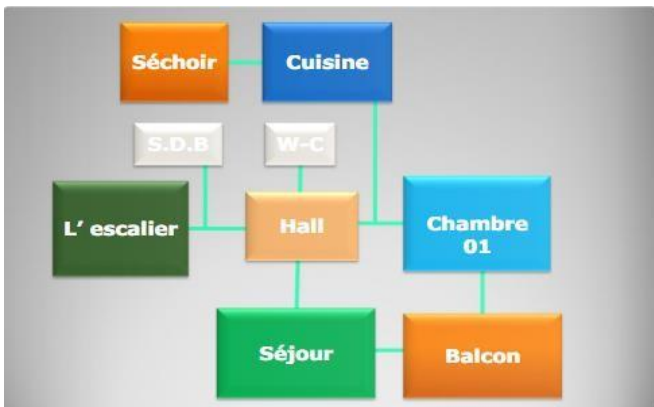 Séchoir
Cuisine
S.D.B
W-C
L' escalier
Hall
Chambre
01
Séjour
Balcon